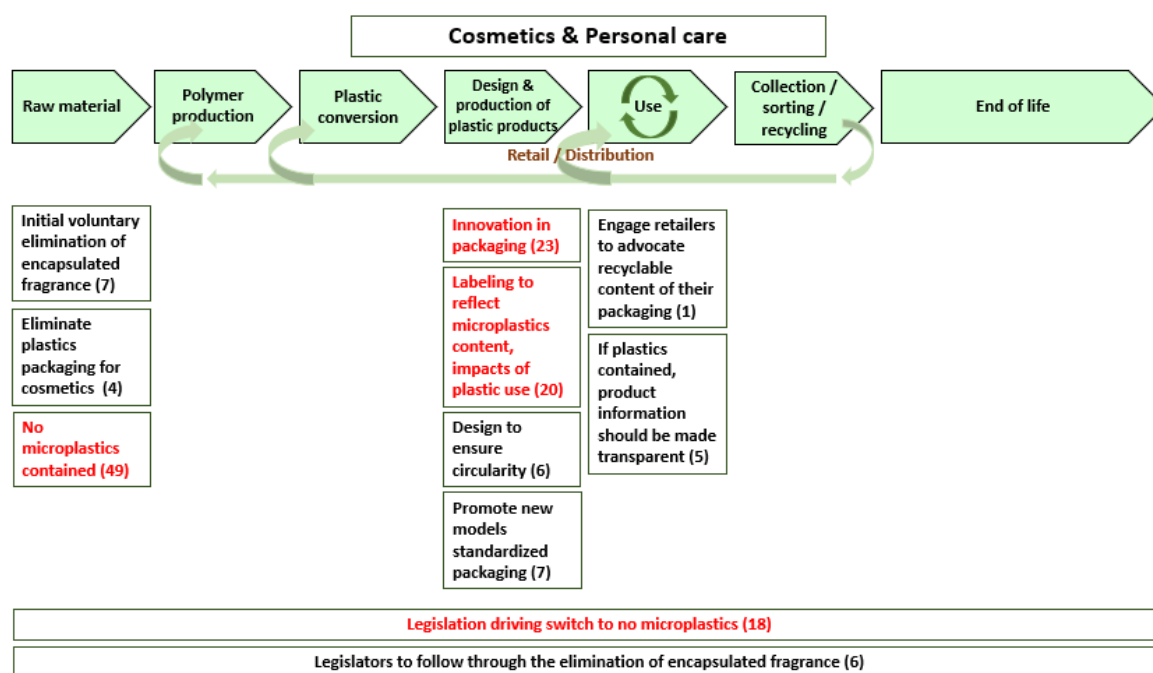 Cosmetics & Personal care
Raw material
Polymer
production
Plastic
conversion
Design &
production of
plastic products
Use
Collection /
sorting /
recycling
End of life
Retail / Distribution
Initial voluntary
elimination of
encapsulated
fragrance (7)
Eliminate
plastics
packaging for
cosmetics (4)
No
microplastics
contained (49)
Innovation in
packaging (23)
Labeling to
reflect
microplastics
content,
impacts of
plastic use (20)
Design to
ensure
circularity (6)
Promote new
models
standardized
packaging (7)
Engage retailers
to advocate
recyclable
content of their
packaging (1)
If plastics
contained,
product
information
should be made
transparent (5)
Legislation driving switch to no microplastics (18)
Legislators to follow through the elimination of encapsulated fragrance (6)